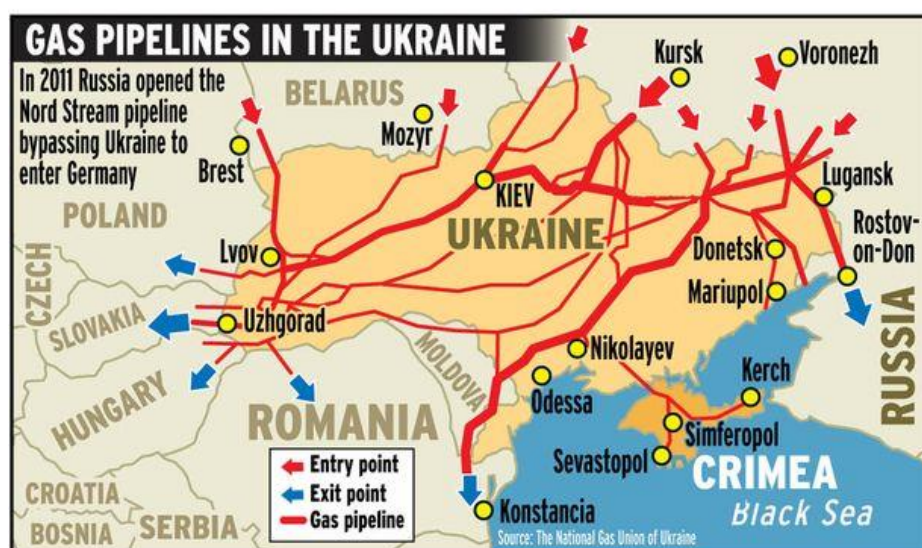 GAS PIPELINES IN THE UKRAINE
In 2011 Russia opened the
Nord Stream pipeline
bypassing Ukraine to
enter Germany
BELARUS
Kursk
Voronezh
Mozyr
Brest
KIEV
Lugansk
POLAND
UKRAINE
Rostov-
on-Don
Lvov
Donetsk
CZECH
Mariupol
SLOVAKIA
Uzhgorad
RUSSIA
Nikolayev
MOLDOVA
Kerch
HUNGARY
Odessa
ROMANIA
Simferopol
Sevastopol
Entry point
Exit point
Gas pipeline
CRIMEA
Black Sea
CROATIA
BOSNIA
SERBIA
Konstancia
Source: The National Gas Union of Ukraine